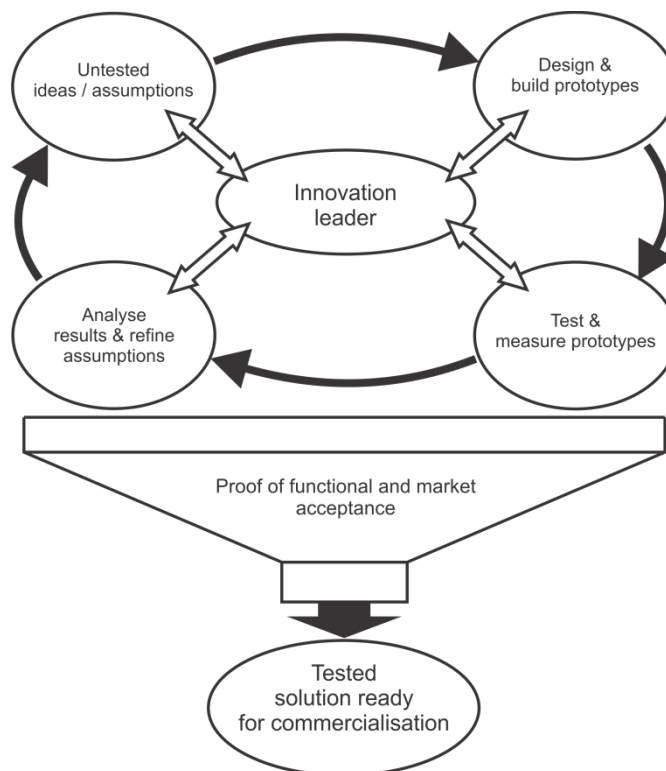 Untested
ideas / assumptions
Design &
build prototypes
Innovation
leader
Analyse
results & refine
assumptions
Test &
measure prototypes
Proof of functional and market
acceptance
Tested
solution ready
for commercialisation